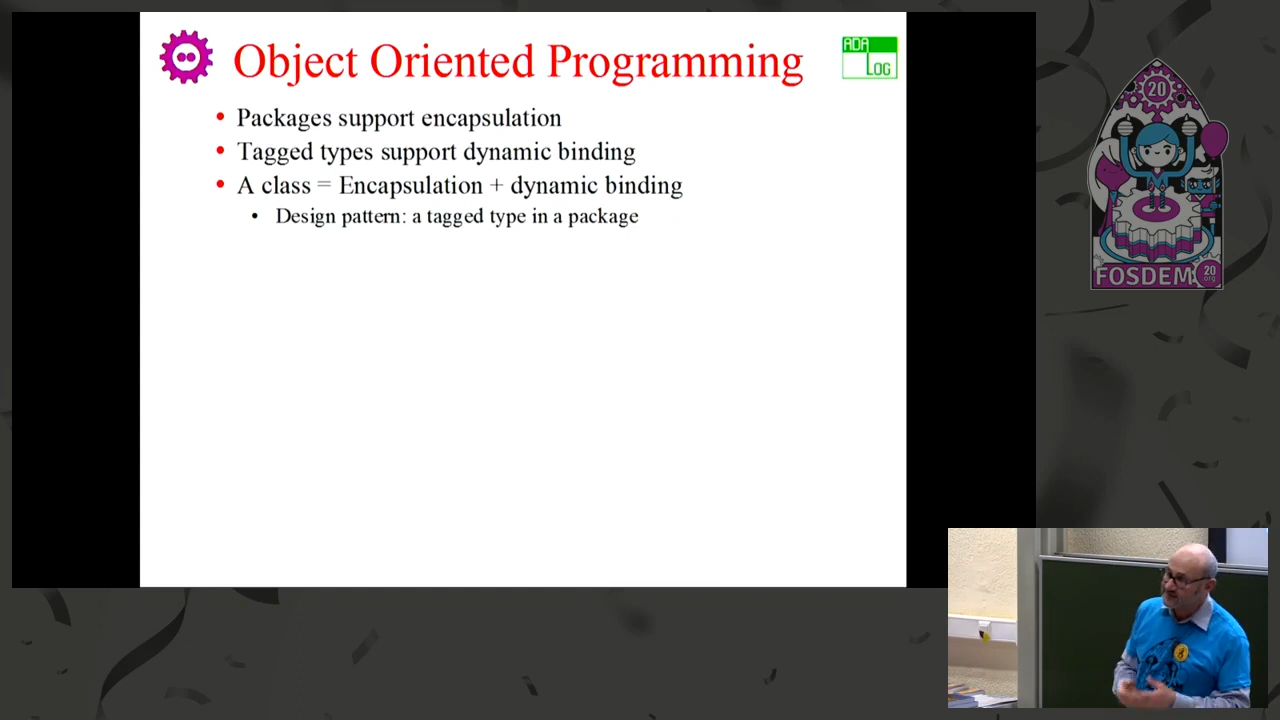 Object Oriented Programming
ADA
LOG
• Packages support encapsulation
• Tagged types support dynamic binding
• A class = Encapsulation + dynamic binding
• Design pattern: a tagged type in a package
20
FOSDEM
20
.org